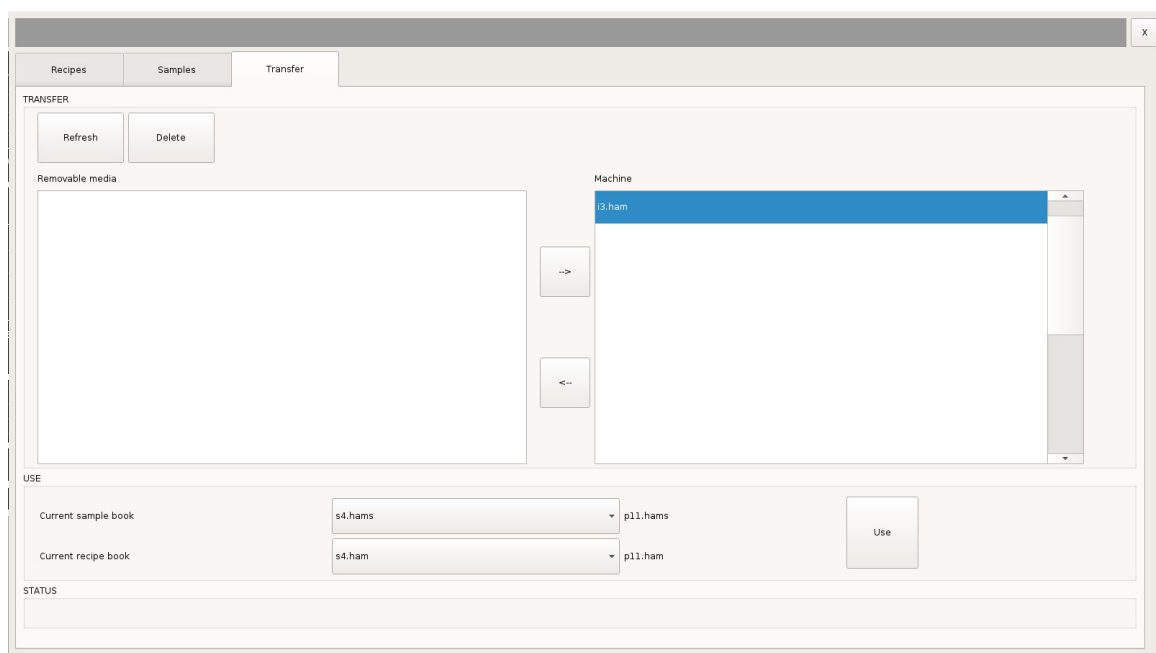 X
Recipes Samples Transfer
TRANSFER
Refresh Delete
Removable media Machine
i3.ham
-->
<--
USE
Current sample book s4.hams p11.hams
Use
Current recipe book s4.ham p11.ham
STATUS